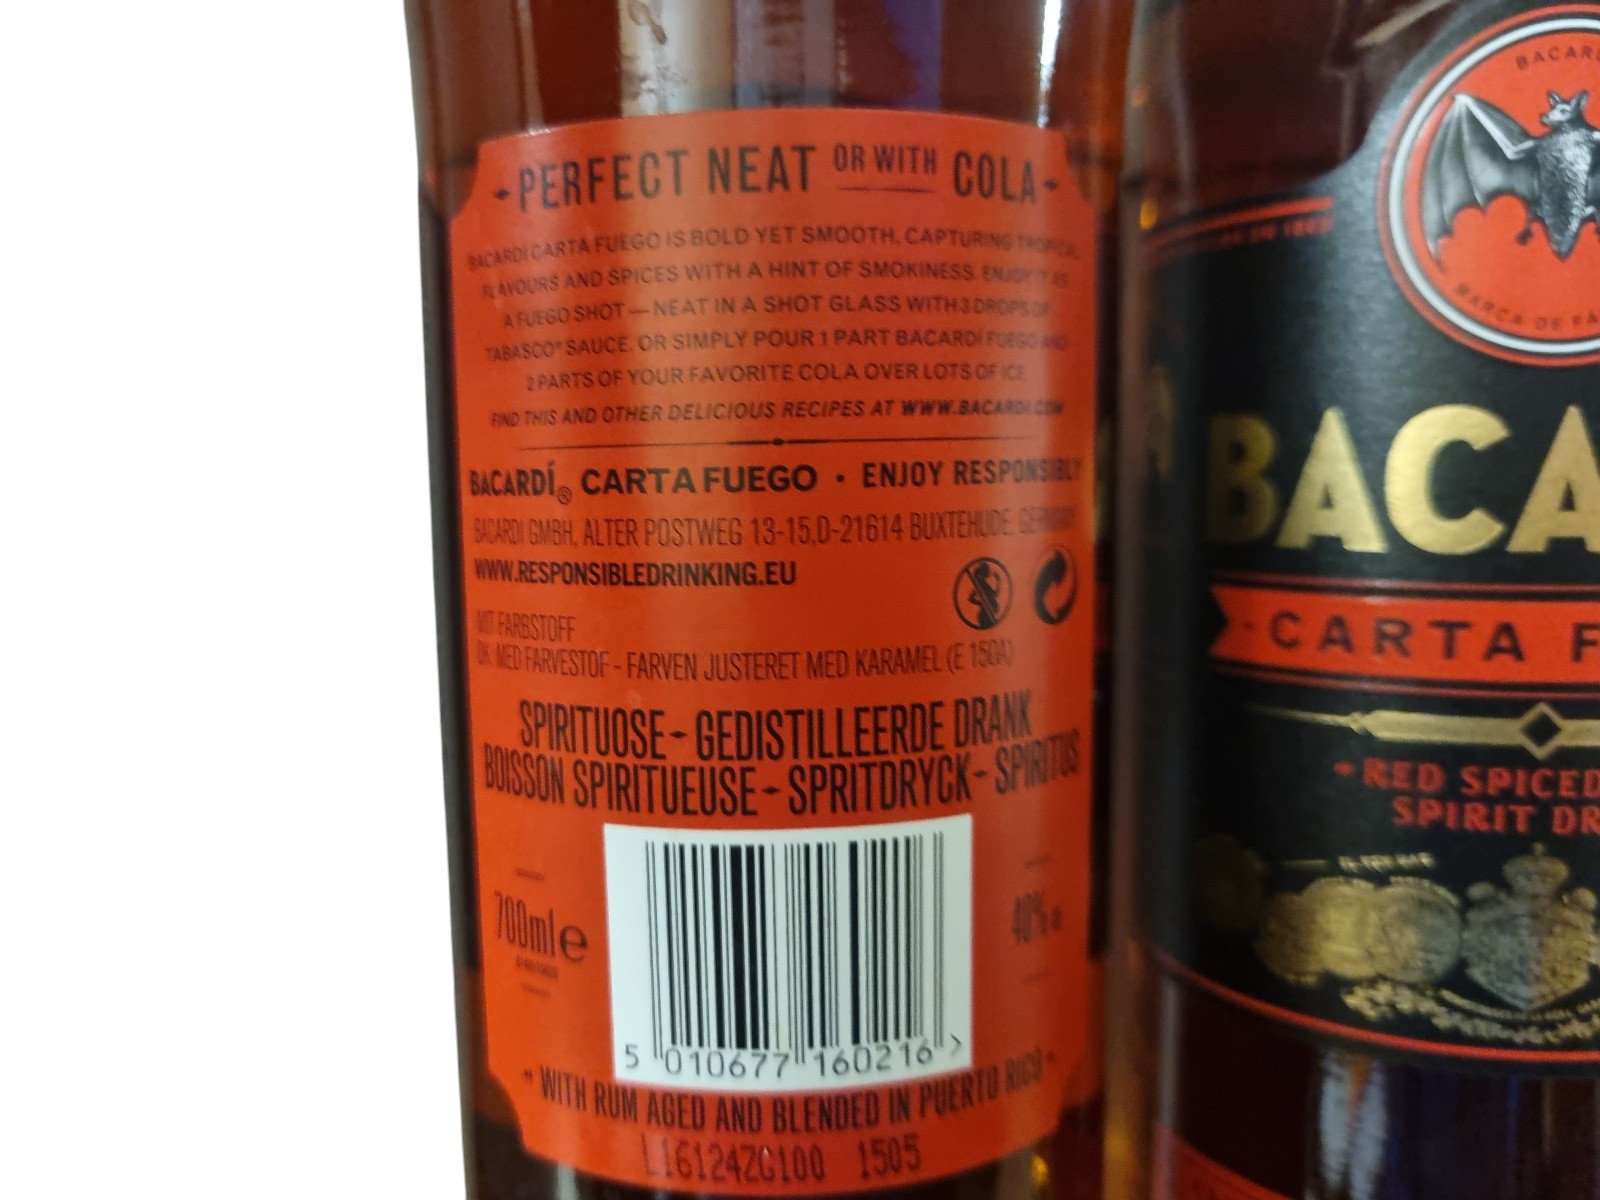 PERFECT NEAT OR WITH COLA
BACARDI CARTA FUEGO IS BOLD YET SMOOTH, CAPTURING TROPICAL
FLAVOURS AND SPICES WITH A HINT OF SMOKINESS. ENJOY IT AS
A FUEGO SHOT — NEAT IN A SHOT GLASS WITH 3 DROPS OF
TABASCO® SAUCE, OR SIMPLY POUR 1 PART BACARDÍ FUEGO AND
2 PARTS OF YOUR FAVORITE COLA OVER LOTS OF ICE
FIND THIS AND OTHER DELICIOUS RECIPES AT WWW.BACARDI.COM
BACARDÍ® CARTA FUEGO · ENJOY RESPONSIBLY
BACARDI GMBH, ALTER POSTWEG 13-15,D-21614 BUXTEHUDE, GERMANY
WWW.RESPONSIBLEDRINKING.EU
MIT FARBSTOFF
DK: MED FARVESTOF - FARVEN JUSTERET MED KARAMEL (E 150A)
SPIRITUOSE - GEDISTILLEERDE DRANK
BOISSON SPIRITUEUSE - SPRITDRYCK - SPIRITUS
700ml e
40%
5 010677 160216 >
WITH RUM AGED AND BLENDED IN PUERTO RICO
L16124ZG100 1505
BACARD
MARCA DE FÁ
BACA
CARTA F
RED SPICED
SPIRIT DR